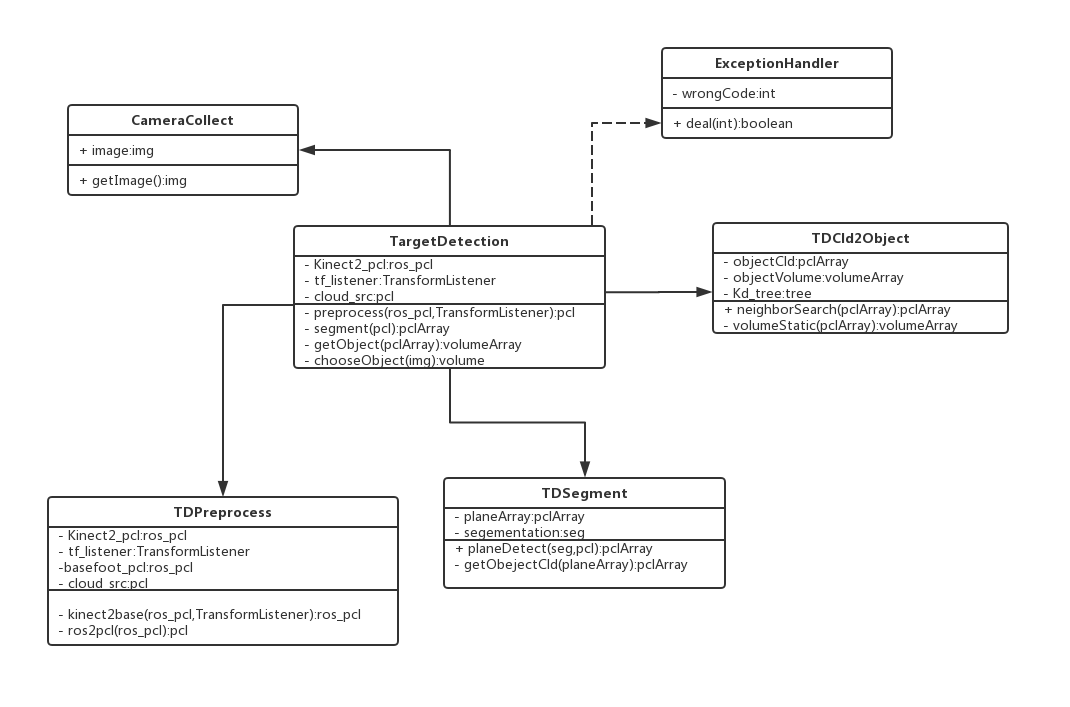 ExceptionHandler
- wrongCode:int
+ deal(int):boolean
CameraCollect
+ image:img
+ getImage():img
TargetDetection
- Kinect2_pcl:ros_pcl
- tf_listener:TransformListener
- cloud_src:pcl
- preprocess(ros_pcl,TransformListener):pcl
- segment(pcl):pclArray
- getObject(pclArray):volumeArray
- chooseObject(img):volume
TDCld2Object
- objectCld:pclArray
- objectVolume:volumeArray
- Kd_tree:tree
+ neighborSearch(pclArray):pclArray
- volumeStatic(pclArray):volumeArray
TDPreprocess
- Kinect2_pcl:ros_pcl
- tf_listener:TransformListener
-basefoot_pcl:ros_pcl
- cloud_src:pcl
- kinect2base(ros_pcl,TransformListener):ros_pcl
- ros2pcl(ros_pcl):pcl
TDSegment
- planeArray:pclArray
- segementation:seg
+ planeDetect(seg,pcl):pclArray
- getObejectCld(planeArray):pclArray